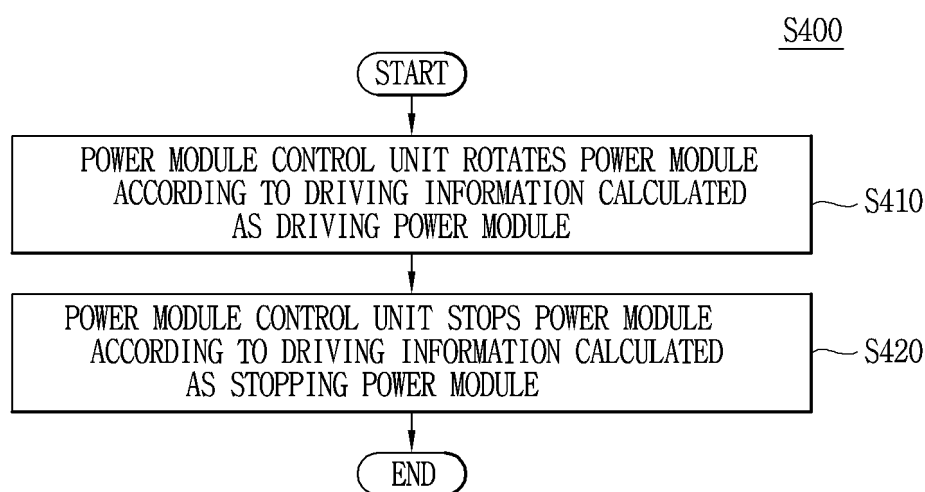 S400
START
POWER MODULE CONTROL UNIT ROTATES POWER MODULE
ACCORDING TO DRIVING INFORMATION CALCULATED
AS DRIVING POWER MODULE
S410
POWER MODULE CONTROL UNIT STOPS POWER MODULE
ACCORDING TO DRIVING INFORMATION CALCULATED
AS STOPPING POWER MODULE
S420
END